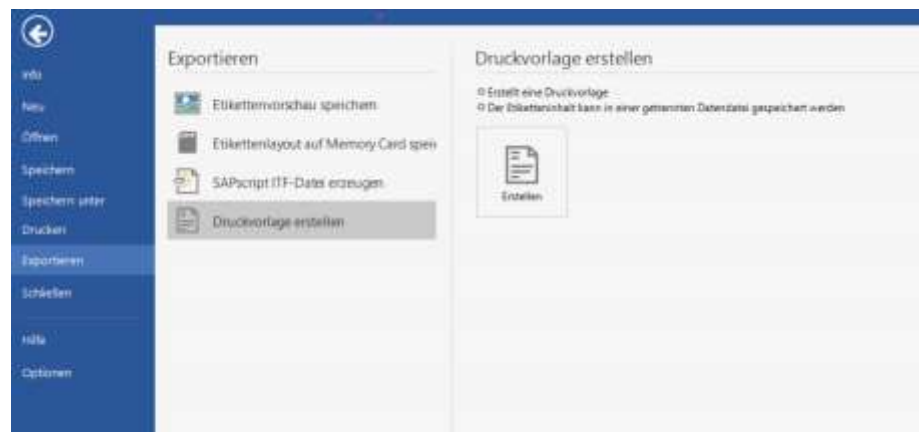 Info
Neu
Öffnen
Speichern
Speichern unter
Drucken
Exportieren
Schließen
Hilfe
Optionen
Exportieren
Etikettenvorschau speichern
Etikettenlayout auf Memory Card speic
SAPscript ITF-Datei erzeugen
Druckvorlage erstellen
Druckvorlage erstellen
Erstellt eine Druckvorlage
Der Etiketteninhalt kann in einer getrennten Datendatei gespeichert werden
Erstellen